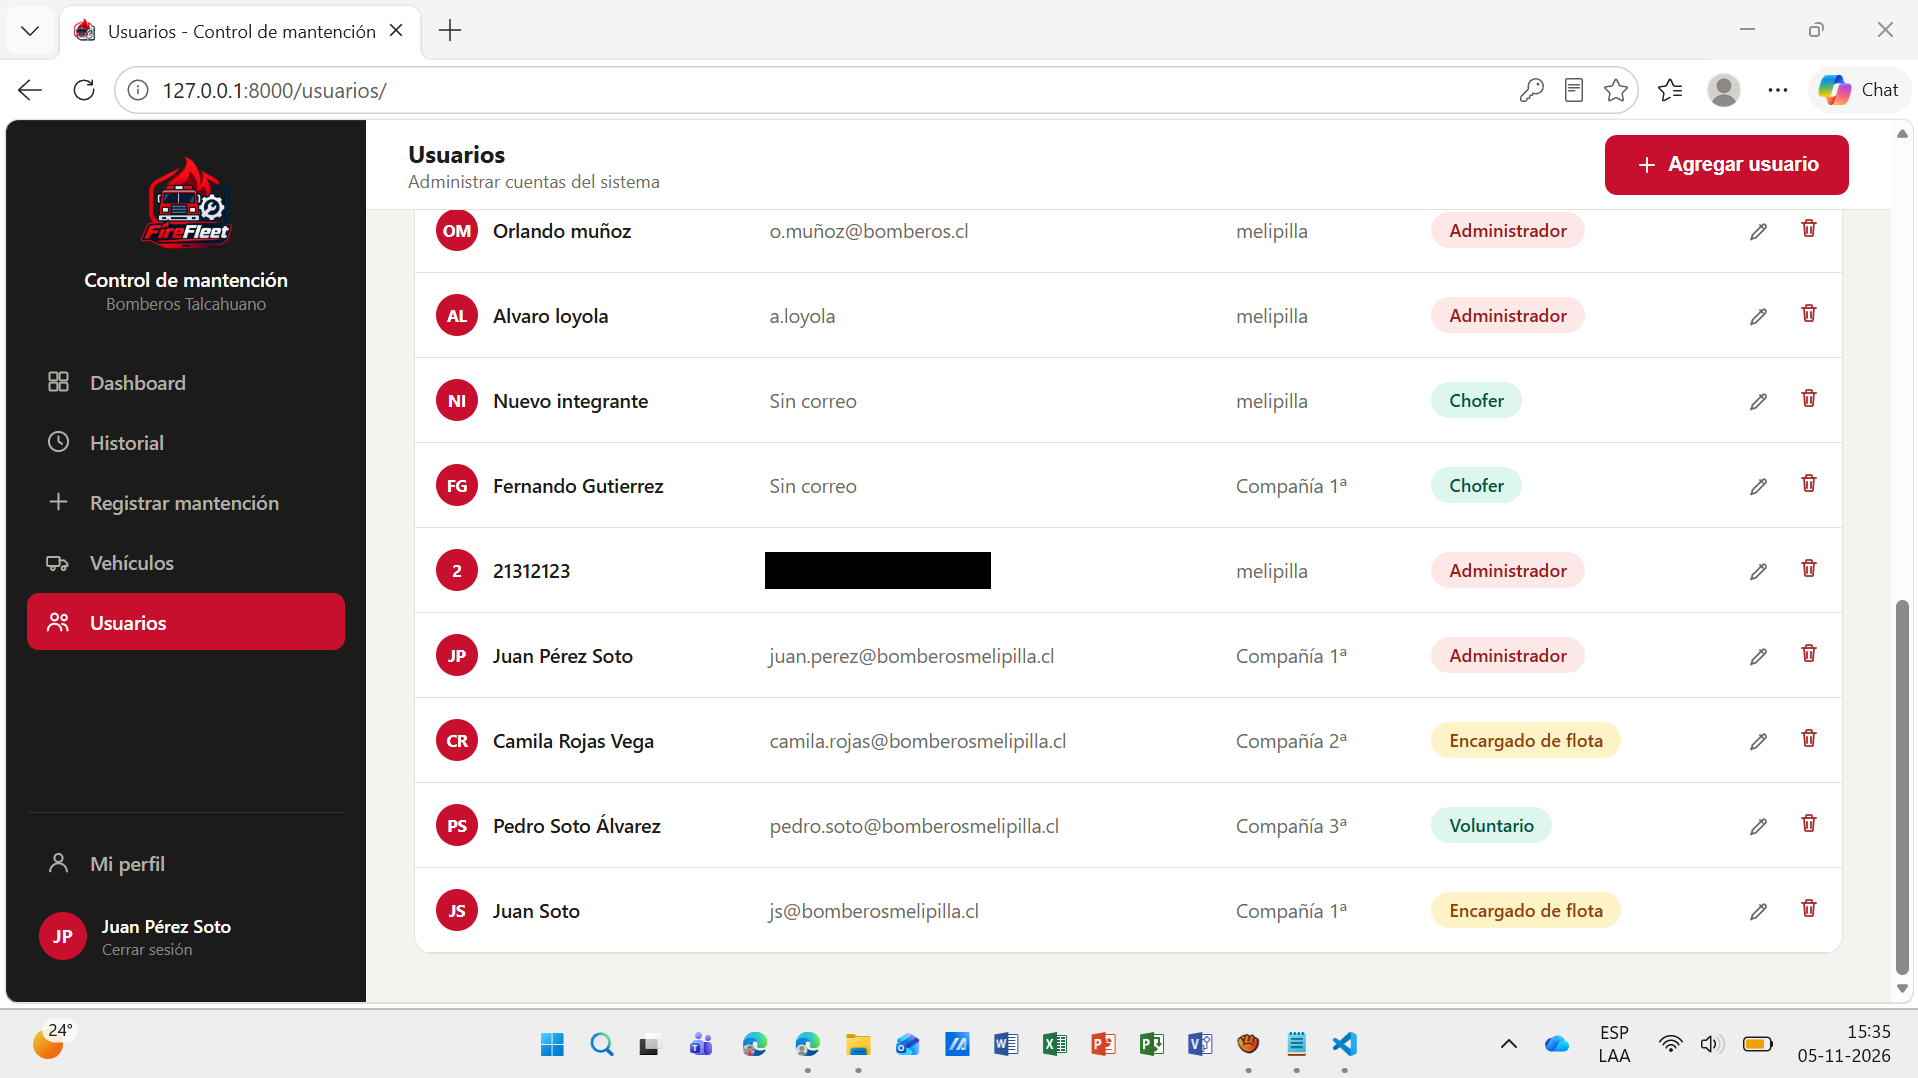 Usuarios - Control de mantención
127.0.0.1:8000/usuarios/
Chat
FireFleet
Control de mantención
Bomberos Talcahuano
Dashboard
Historial
Registrar mantención
Vehículos
Usuarios
Mi perfil
JP
Juan Pérez Soto
Cerrar sesión
Usuarios
Administrar cuentas del sistema
Agregar usuario
OM Orlando muñoz o.muñoz@bomberos.cl melipilla Administrador
AL Alvaro loyola a.loyola melipilla Administrador
NI Nuevo integrante Sin correo melipilla Chofer
FG Fernando Gutierrez Sin correo Compañía 1ª Chofer
2 21312123 melipilla Administrador
JP Juan Pérez Soto juan.perez@bomberosmelipilla.cl Compañía 1ª Administrador
CR Camila Rojas Vega camila.rojas@bomberosmelipilla.cl Compañía 2ª Encargado de flota
PS Pedro Soto Álvarez pedro.soto@bomberosmelipilla.cl Compañía 3ª Voluntario
JS Juan Soto js@bomberosmelipilla.cl Compañía 1ª Encargado de flota
24°
ESP
LAA
15:35
05-11-2026